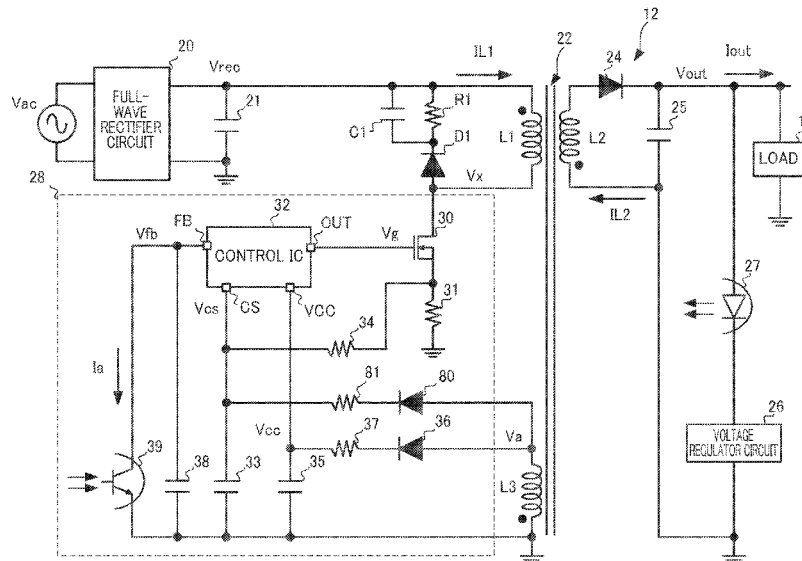 12
20
22
24
IL1
Iout
Vrec
Vout
Vac
FULL-
WAVE
RECTIFIER
CIRCUIT
21
C1
R1
D1
L1
L2
25
1
LOAD
Vx
IL2
28
32
30
FB
OUT
Vfb
CONTROL IC
Vg
27
Vcs
CS
VCC
31
34
Ia
81
80
26
Vcc
37
36
Va
VOLTAGE
REGULATOR CIRCUIT
39
38
33
35
L3